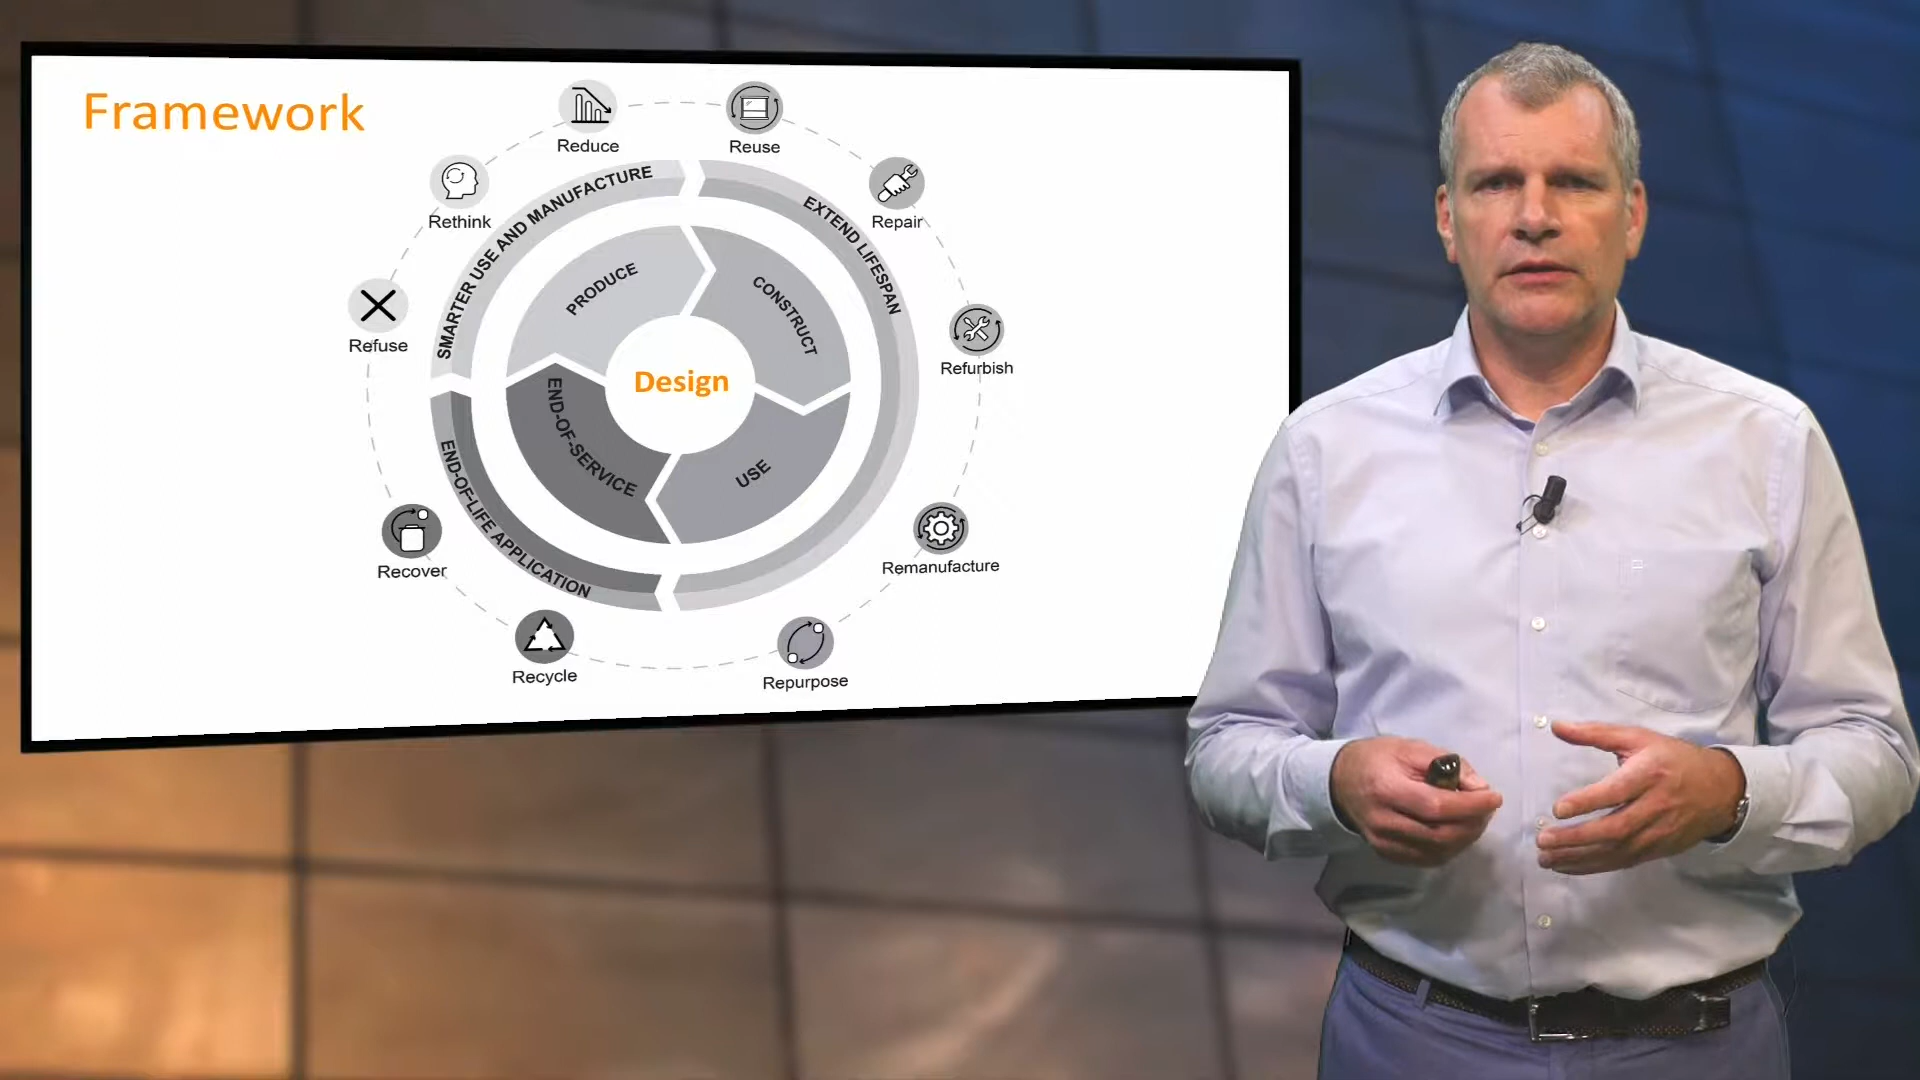 Framework
Reduce
Reuse
Rethink
Repair
Refuse
Refurbish
Recover
Remanufacture
Recycle
Repurpose
SMARTER USE AND MANUFACTURE
EXTEND LIFESPAN
END-OF-LIFE APPLICATION
PRODUCE
CONSTRUCT
USE
END-OF-SERVICE
Design